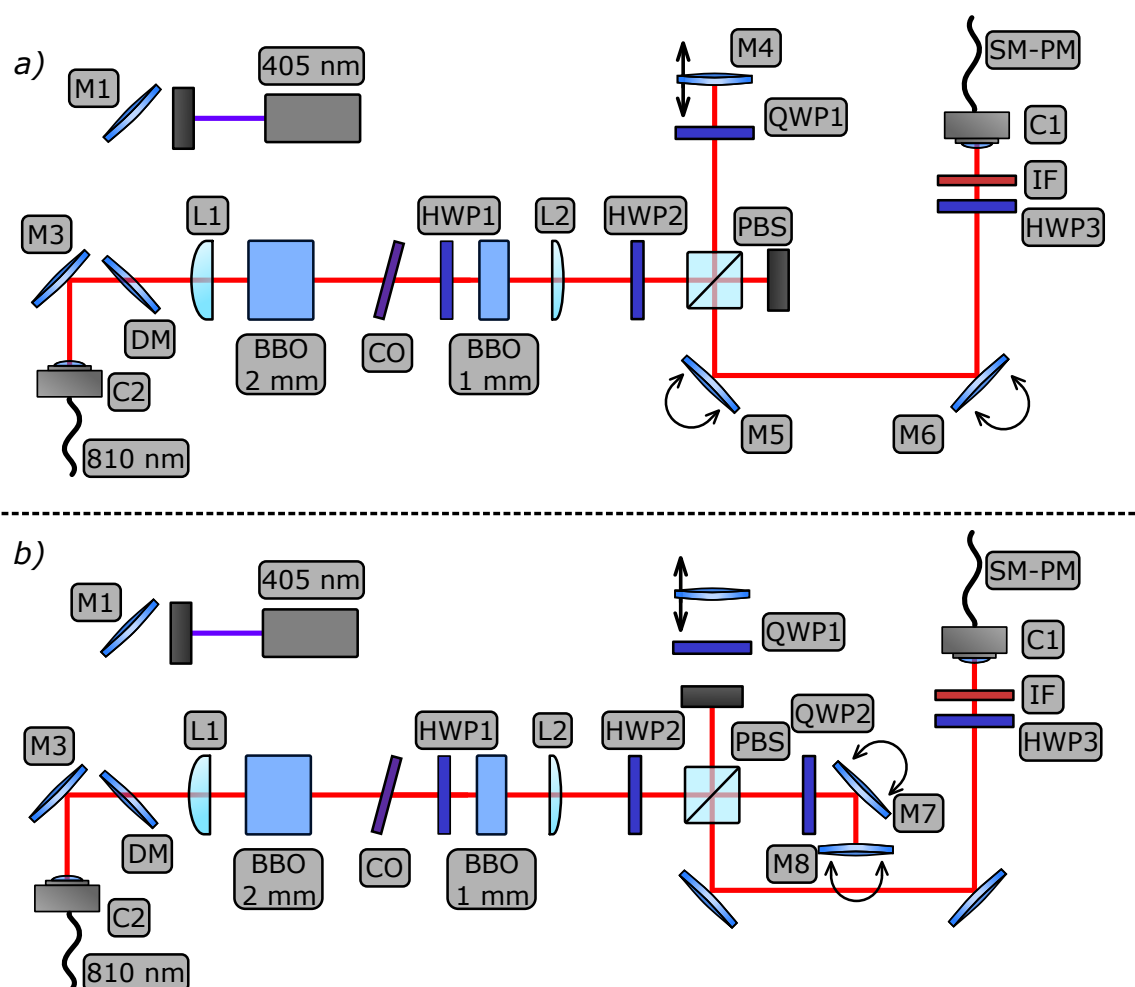 a)
M1
405 nm
M4
SM-PM
QWP1
C1
IF
HWP3
M3
L1
HWP1
L2
HWP2
PBS
DM
BBO
2 mm
CO
BBO
1 mm
C2
810 nm
M5
M6
b)
M1
405 nm
SM-PM
QWP1
C1
IF
HWP3
M3
L1
HWP1
L2
HWP2
PBS
QWP2
M7
DM
BBO
2 mm
CO
BBO
1 mm
M8
C2
810 nm